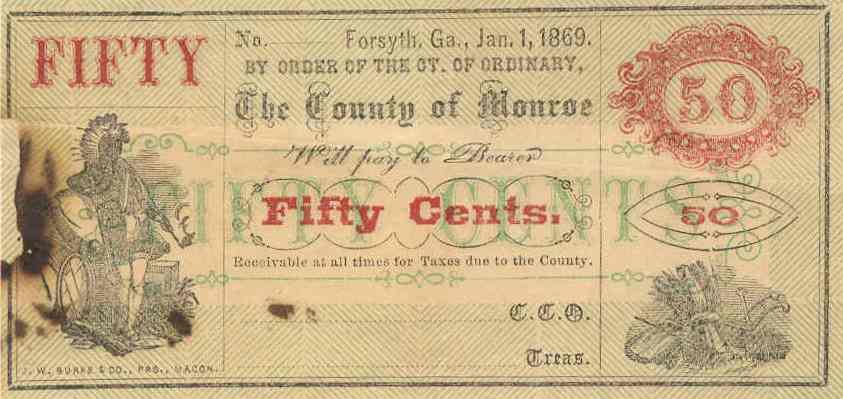 FIFTY
No. Forsyth, Ga., Jan. 1, 1869.
BY ORDER OF THE CT. OF ORDINARY,
The County of Monroe
50
Will pay to Bearer
FIFTY CENTS
Fifty Cents.
50
Receivable at all times for Taxes due to the County.
C.C.O.
Treas.
J. W. BURKE & CO., PRS., MACON.